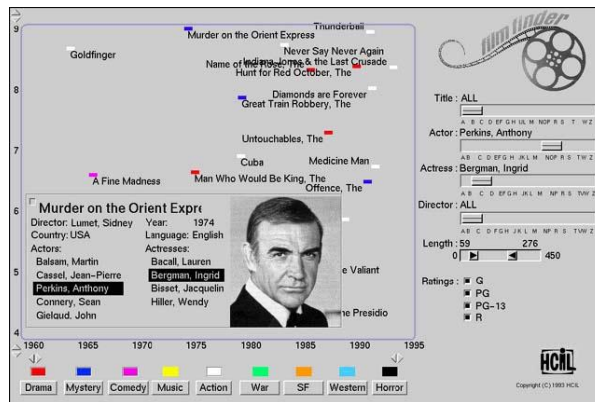 film finder
9
Thunderball
Murder on the Orient Express
Goldfinger
Never Say Never Again
Indiana Jones & the Last Crusade
Name of the Rose, The
Hunt for Red October, The
8
Diamonds are Forever
Great Train Robbery, The
Untouchables, The
7
Cuba
Medicine Man
A Fine Madness
Man Who Would Be King, The
Offence, The
6
5
4
Murder on the Orient Expre
Director: Lumet, Sidney
Year: 1974
Country: USA
Language: English
Actors:
Actresses:
Balsam, Martin
Bacall, Lauren
Cassel, Jean-Pierre
Bergman, Ingrid
Perkins, Anthony
Bisset, Jacquelin
Connery, Sean
Hiller, Wendy
Gielgud, John
e Valiant
he Presidio
1960 1965 1970 1975 1980 1985 1990 1995
Drama Mystery Comedy Music Action War SF Western Horror
Title : ALL
Actor : Perkins, Anthony
Actress : Bergman, Ingrid
Director : ALL
Length : 59 276
0 450
Ratings :
G
PG
PG-13
R
HCIL
Copyright (C) 1993 HCIL